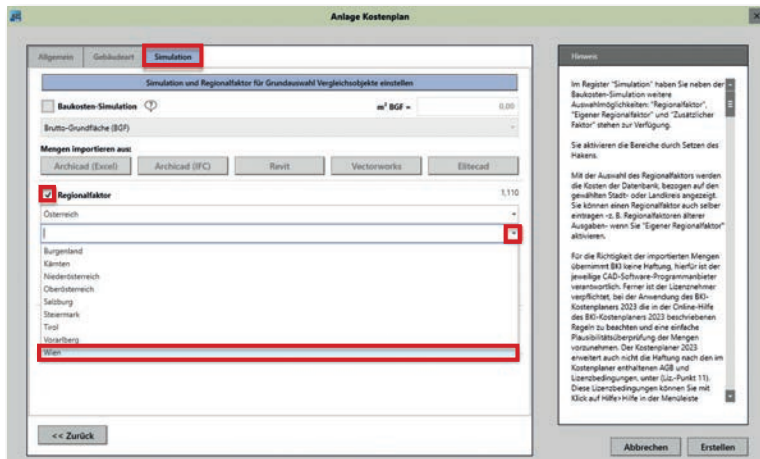 Anlage Kostenplan
Allgemein Gebäudeart Simulation
Simulation und Regionalfaktor für Grundauswahl Vergleichsobjekte einstellen
Baukosten-Simulation ? m² BGF = 0,00
Brutto-Grundfläche (BGF)
Mengen importieren aus:
Archicad (Excel) Archicad (IFC) Revit Vectorworks Elitecad
Regionalfaktor 1,110
Österreich
Burgenland
Kärnten
Niederösterreich
Oberösterreich
Salzburg
Steiermark
Tirol
Vorarlberg
Wien
<< Zurück
Hinweis
Im Register "Simulation" haben Sie neben der
Baukosten-Simulation weitere
Auswahlmöglichkeiten: "Regionalfaktor",
"Eigener Regionalfaktor" und "Zusätzlicher
Faktor" stehen zur Verfügung.
Sie aktivieren die Bereiche durch Setzen des
Hakens.
Mit der Auswahl des Regionalfaktors werden
die Kosten der Datenbank, bezogen auf den
gewählten Stadt- oder Landkreis angezeigt.
Sie können einen Regionalfaktor auch selber
eintragen -z. B. Regionalfaktoren älterer
Ausgaben- wenn Sie "Eigener Regionalfaktor"
aktivieren.
Für die Richtigkeit der importierten Mengen
übernimmt BKI keine Haftung, hierfür ist der
jeweilige CAD-Software-Programmanbieter
verantwortlich. Ferner ist der Lizenznehmer
verpflichtet, bei der Anwendung des BKI-
Kostenplaners 2023 die in der Online-Hilfe
des BKI-Kostenplaners 2023 beschriebenen
Regeln zu beachten und eine einfache
Plausibilitätsüberprüfung der Mengen
vorzunehmen. Der Kostenplaner 2023
erweitert auch nicht die Haftung nach den im
Kostenplaner enthaltenen AGB und
Lizenzbedingungen, unter (Liz.-Punkt 11).
Diese Lizenzbedingungen können Sie mit
Klick auf Hilfe>Hilfe in der Menüleiste
Abbrechen Erstellen